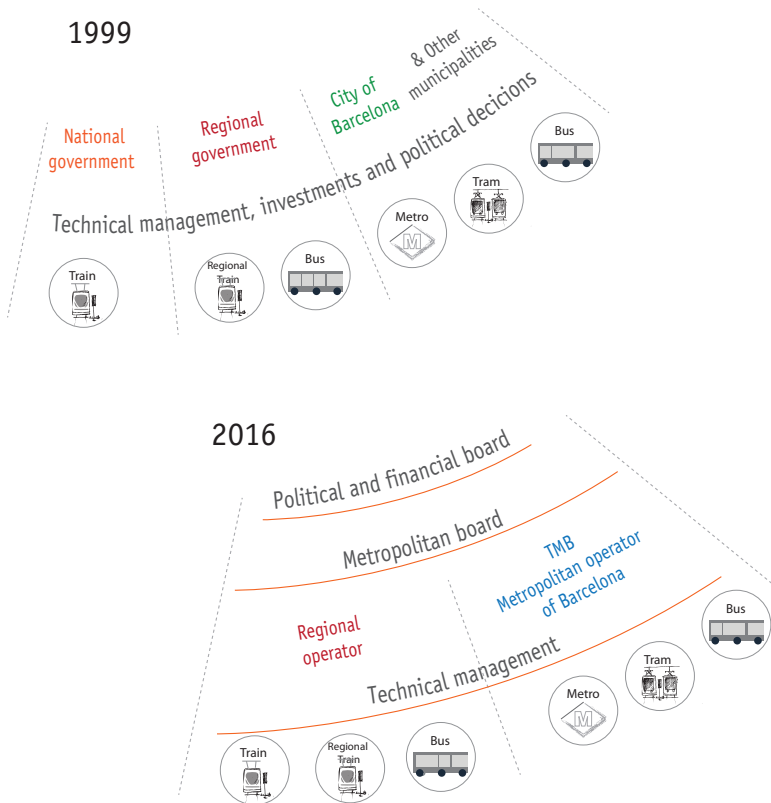 1999
National
government
Regional
government
City of
Barcelona
& Other
municipalities
Technical management, investments and political decicions
Train
Regional
Train
Bus
Metro
M
Tram
Bus
2016
Political and financial board
Metropolitan board
Regional
operator
TMB
Metropolitan operator
of Barcelona
Technical management
Train
Regional
Train
Bus
Metro
M
Tram
Bus